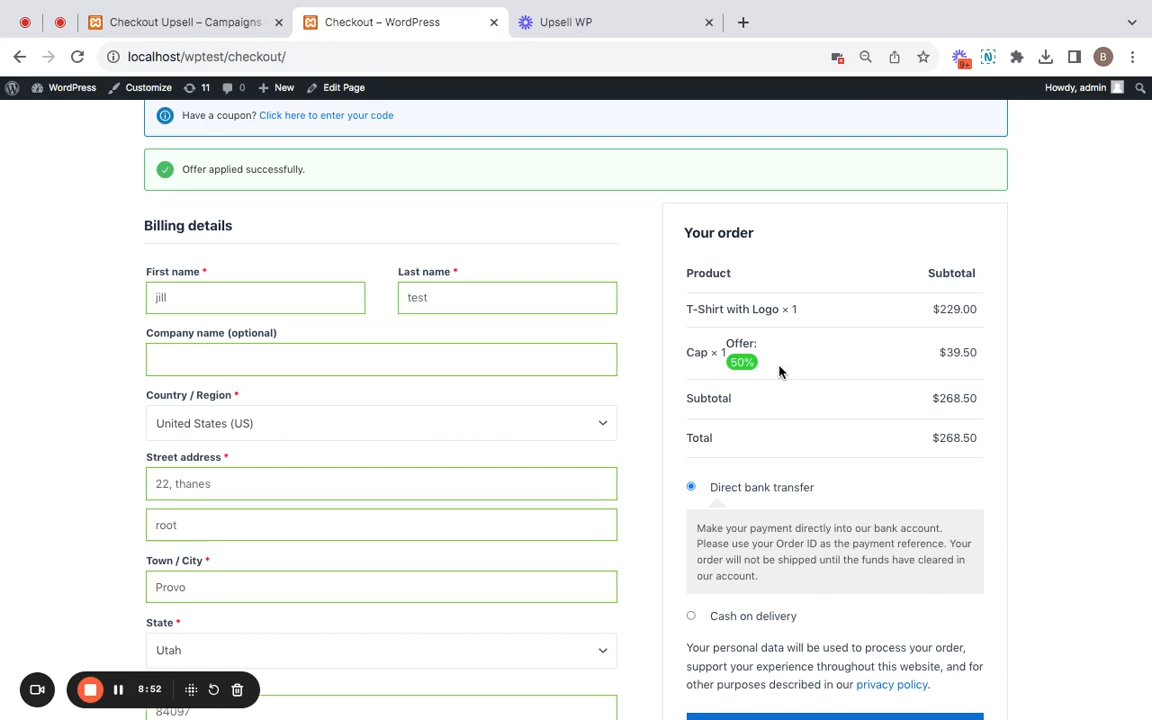 Checkout Upsell – Campaigns
Checkout – WordPress
Upsell WP
localhost/wptest/checkout/
9+
B
WordPress
Customize
11
0
New
Edit Page
Howdy, admin
Have a coupon? Click here to enter your code
Offer applied successfully.
Billing details
First name *
Last name *
jill
test
Company name (optional)
Country / Region *
United States (US)
Street address *
22, thanes
root
Town / City *
Provo
State *
Utah
84097
Your order
Product Subtotal
T-Shirt with Logo × 1 $229.00
Cap × 1 Offer: 50% $39.50
Subtotal $268.50
Total $268.50
Direct bank transfer
Make your payment directly into our bank account.
Please use your Order ID as the payment reference. Your
order will not be shipped until the funds have cleared in
our account.
Cash on delivery
Your personal data will be used to process your order,
support your experience throughout this website, and for
other purposes described in our privacy policy.
8:52